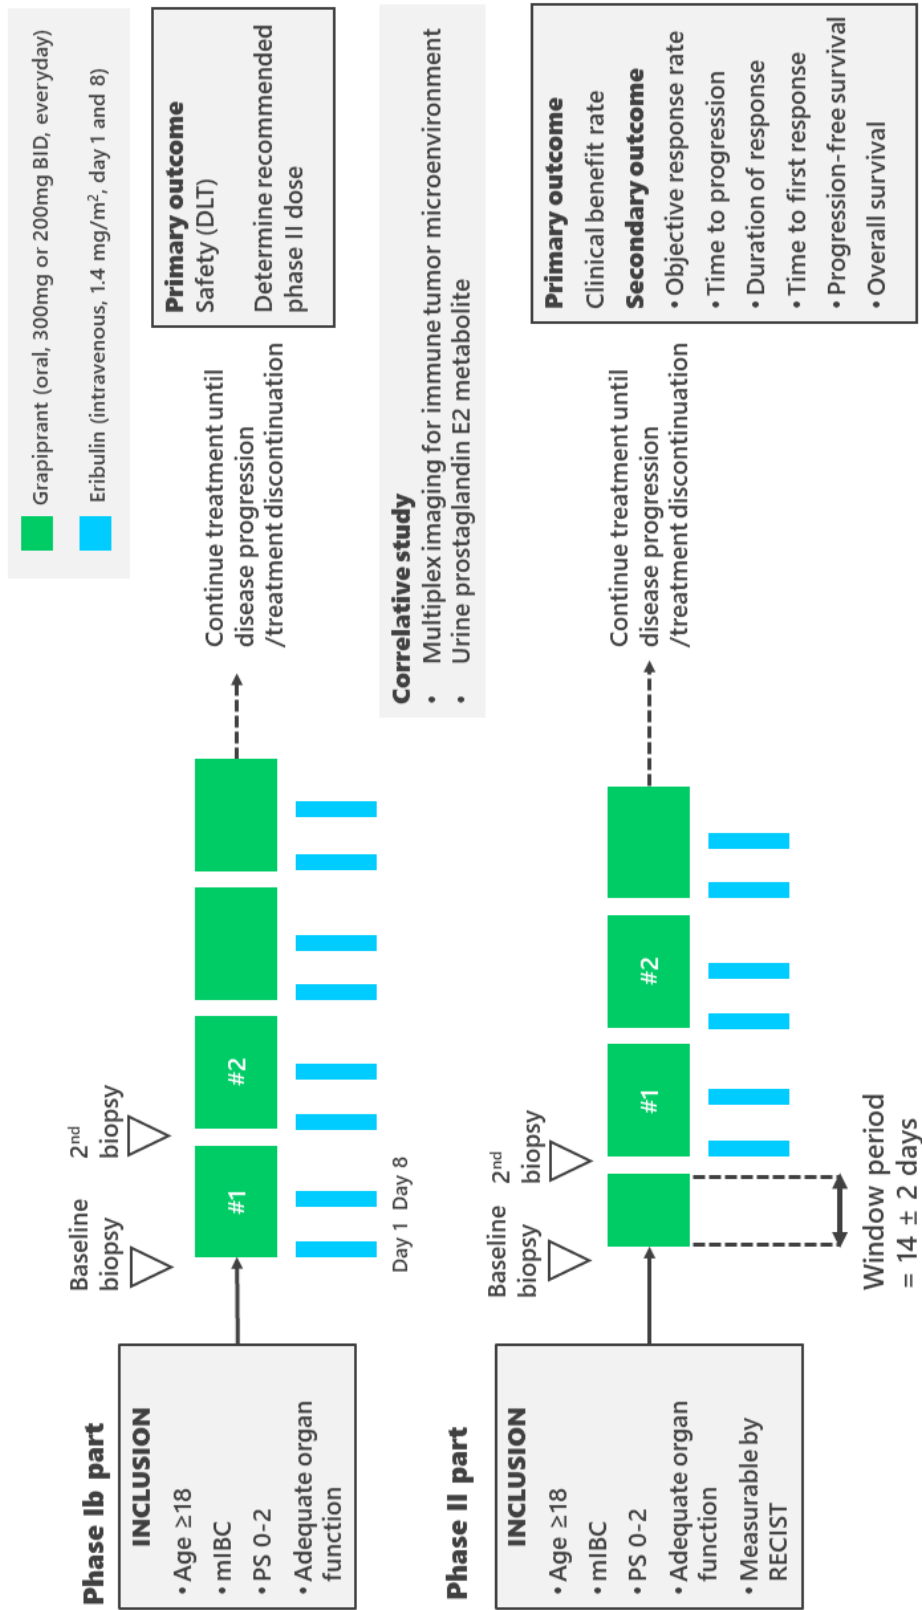 Grapiprant (oral, 300mg or 200mg BID, everyday)
Eribulin (intravenous, 1.4 mg/m², day 1 and 8)
Phase Ib part
INCLUSION
• Age ≥18
• mIBC
• PS 0-2
• Adequate organ
function
Baseline
biopsy
2nd
biopsy
#1
#2
Day 1 Day 8
Continue treatment until
disease progression
/treatment discontinuation
Primary outcome
Safety (DLT)
Determine recommended
phase II dose
Correlative study
• Multiplex imaging for immune tumor microenvironment
• Urine prostaglandin E2 metabolite
Phase II part
INCLUSION
• Age ≥18
• mIBC
• PS 0-2
• Adequate organ
function
• Measurable by
RECIST
Baseline
biopsy
2nd
biopsy
#1
#2
Window period
= 14 ± 2 days
Continue treatment until
disease progression
/treatment discontinuation
Primary outcome
Clinical benefit rate
Secondary outcome
• Objective response rate
• Time to progression
• Duration of response
• Time to first response
• Progression-free survival
• Overall survival